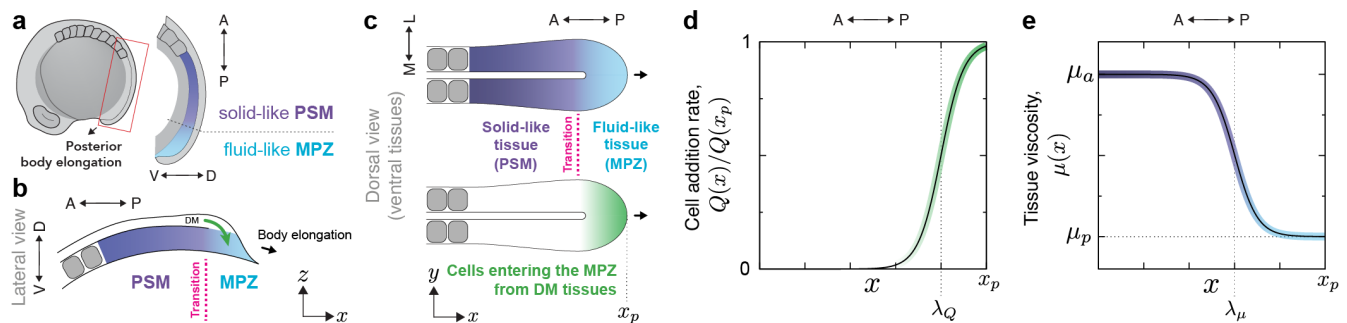 a
A
P
solid-like PSM
fluid-like MPZ
Posterior
body elongation
V
D
b
Lateral view
A
P
D
V
DM
Body elongation
PSM
Transition
MPZ
z
x
c
Dorsal view
(ventral tissues)
A
P
L
M
Solid-like
tissue
(PSM)
Transition
Fluid-like
tissue
(MPZ)
Cells entering the MPZ
from DM tissues
y
x
x_p
d
A
P
Cell addition rate,
Q(x)/Q(x_p)
1
0
x
x_p
λ_Q
e
A
P
Tissue viscosity,
μ(x)
μ_a
μ_p
x
x_p
λ_μ